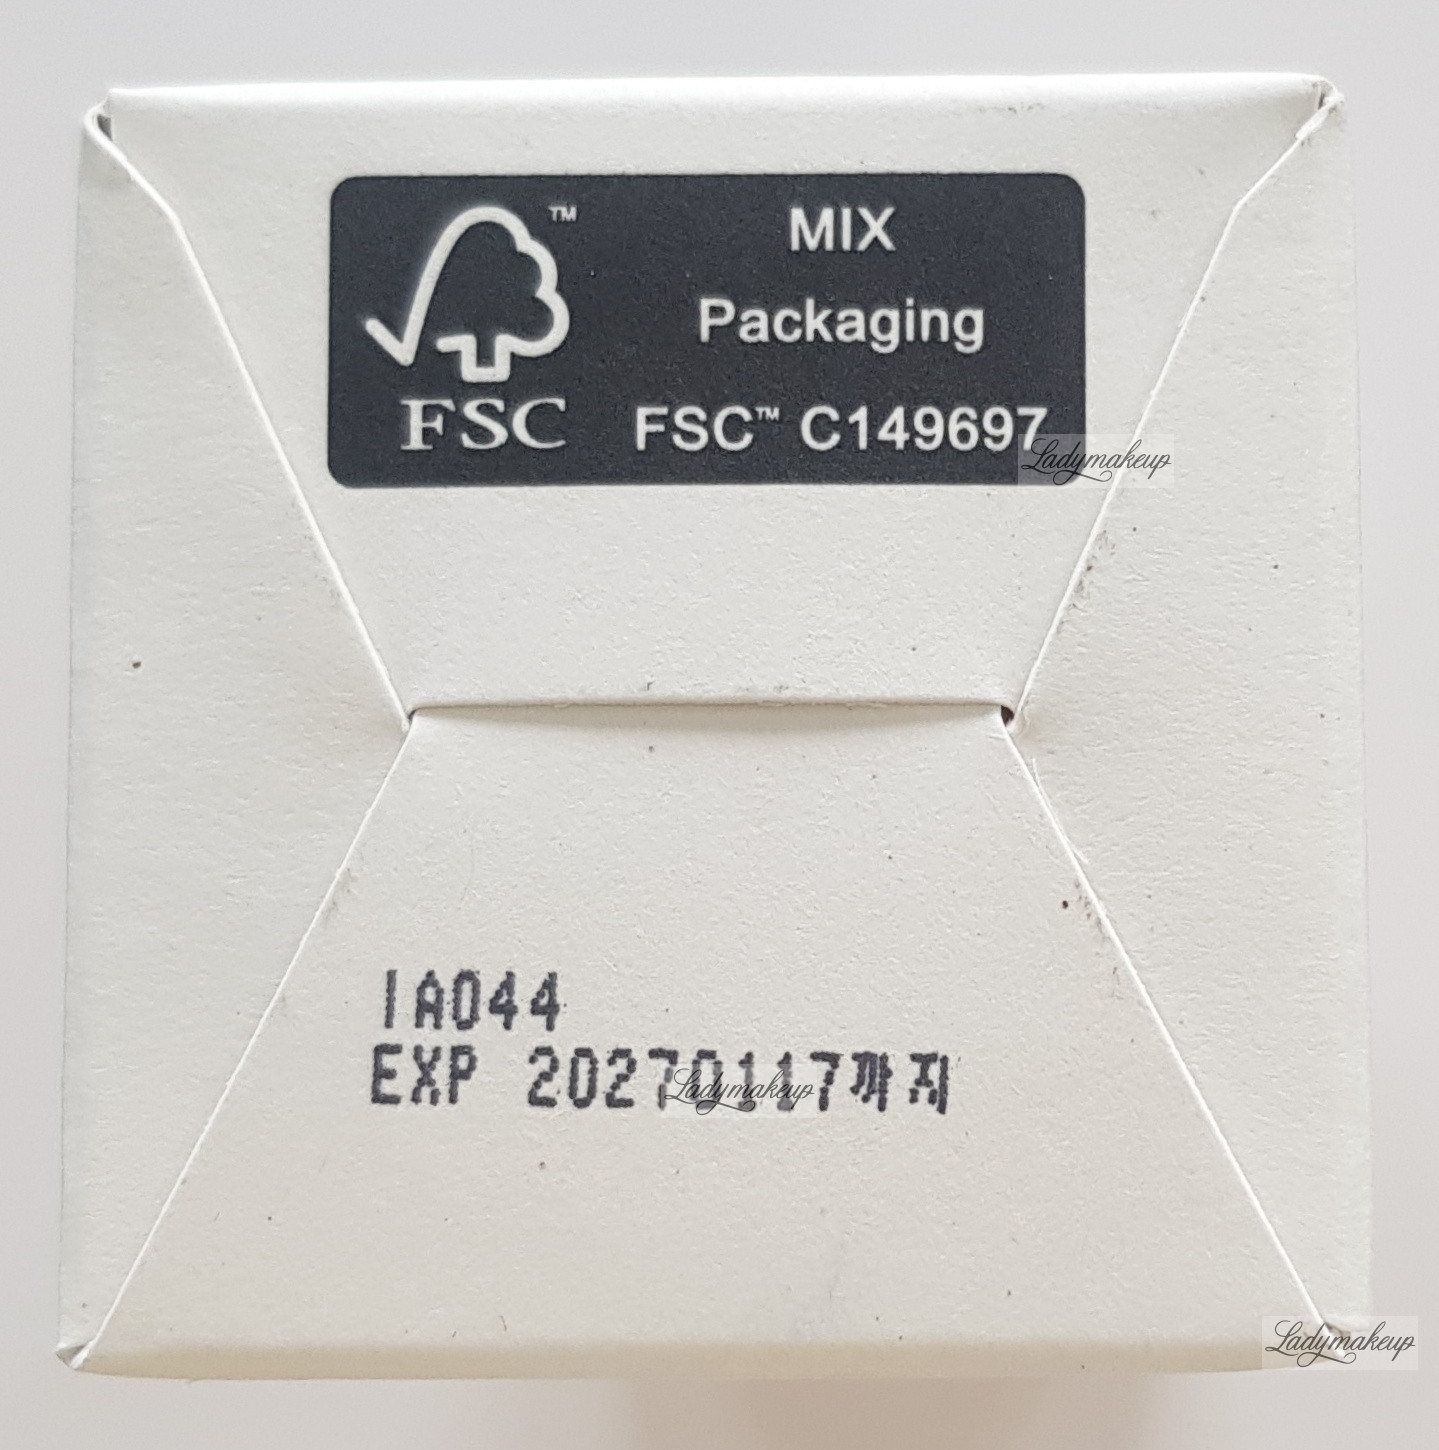 ™
MIX
Packaging
FSC
FSC™ C149697
Ladymakeup
IA044
EXP 20270117까지
Ladymakeup
Ladymakeup